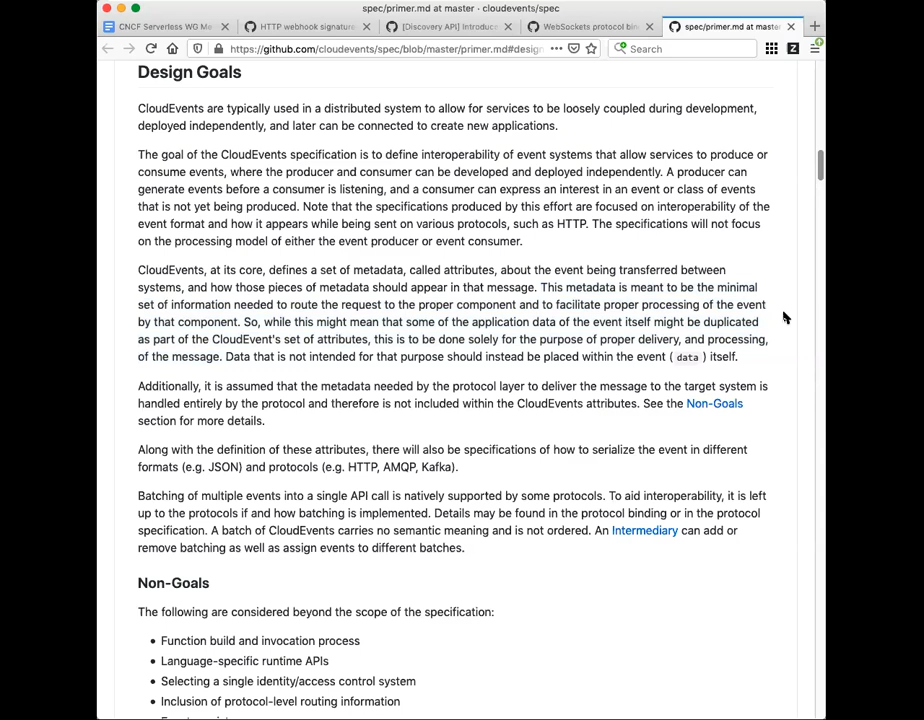 spec/primer.md at master · cloudevents/spec
CNCF Serverless WG Me
HTTP webhook signature
[Discovery API] Introduce
WebSockets protocol bin
spec/primer.md at maste
https://github.com/cloudevents/spec/blob/master/primer.md#design
Search
Z
Design Goals
CloudEvents are typically used in a distributed system to allow for services to be loosely coupled during development,
deployed independently, and later can be connected to create new applications.
The goal of the CloudEvents specification is to define interoperability of event systems that allow services to produce or
consume events, where the producer and consumer can be developed and deployed independently. A producer can
generate events before a consumer is listening, and a consumer can express an interest in an event or class of events
that is not yet being produced. Note that the specifications produced by this effort are focused on interoperability of the
event format and how it appears while being sent on various protocols, such as HTTP. The specifications will not focus
on the processing model of either the event producer or event consumer.
CloudEvents, at its core, defines a set of metadata, called attributes, about the event being transferred between
systems, and how those pieces of metadata should appear in that message. This metadata is meant to be the minimal
set of information needed to route the request to the proper component and to facilitate proper processing of the event
by that component. So, while this might mean that some of the application data of the event itself might be duplicated
as part of the CloudEvent's set of attributes, this is to be done solely for the purpose of proper delivery, and processing,
of the message. Data that is not intended for that purpose should instead be placed within the event ( data ) itself.
Additionally, it is assumed that the metadata needed by the protocol layer to deliver the message to the target system is
handled entirely by the protocol and therefore is not included within the CloudEvents attributes. See the Non-Goals
section for more details.
Along with the definition of these attributes, there will also be specifications of how to serialize the event in different
formats (e.g. JSON) and protocols (e.g. HTTP, AMQP, Kafka).
Batching of multiple events into a single API call is natively supported by some protocols. To aid interoperability, it is left
up to the protocols if and how batching is implemented. Details may be found in the protocol binding or in the protocol
specification. A batch of CloudEvents carries no semantic meaning and is not ordered. An Intermediary can add or
remove batching as well as assign events to different batches.
Non-Goals
The following are considered beyond the scope of the specification:
• Function build and invocation process
• Language-specific runtime APIs
• Selecting a single identity/access control system
• Inclusion of protocol-level routing information